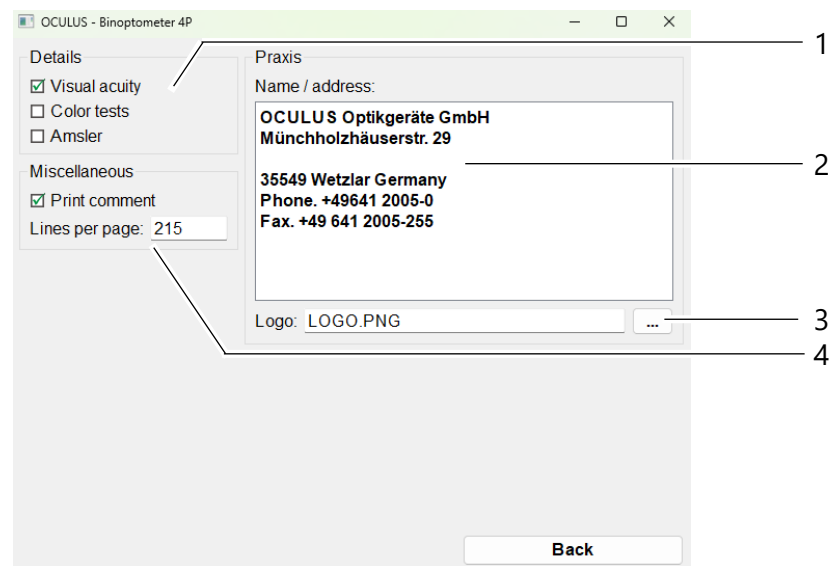 OCULUS - Binoptometer 4P
Details
Visual acuity
Color tests
Amsler
Miscellaneous
Print comment
Lines per page: 215
Praxis
Name / address:
OCULUS Optikgeräte GmbH
Münchholzhäuserstr. 29
35549 Wetzlar Germany
Phone. +49641 2005-0
Fax. +49 641 2005-255
Logo: LOGO.PNG
...
Back
1
2
3
4